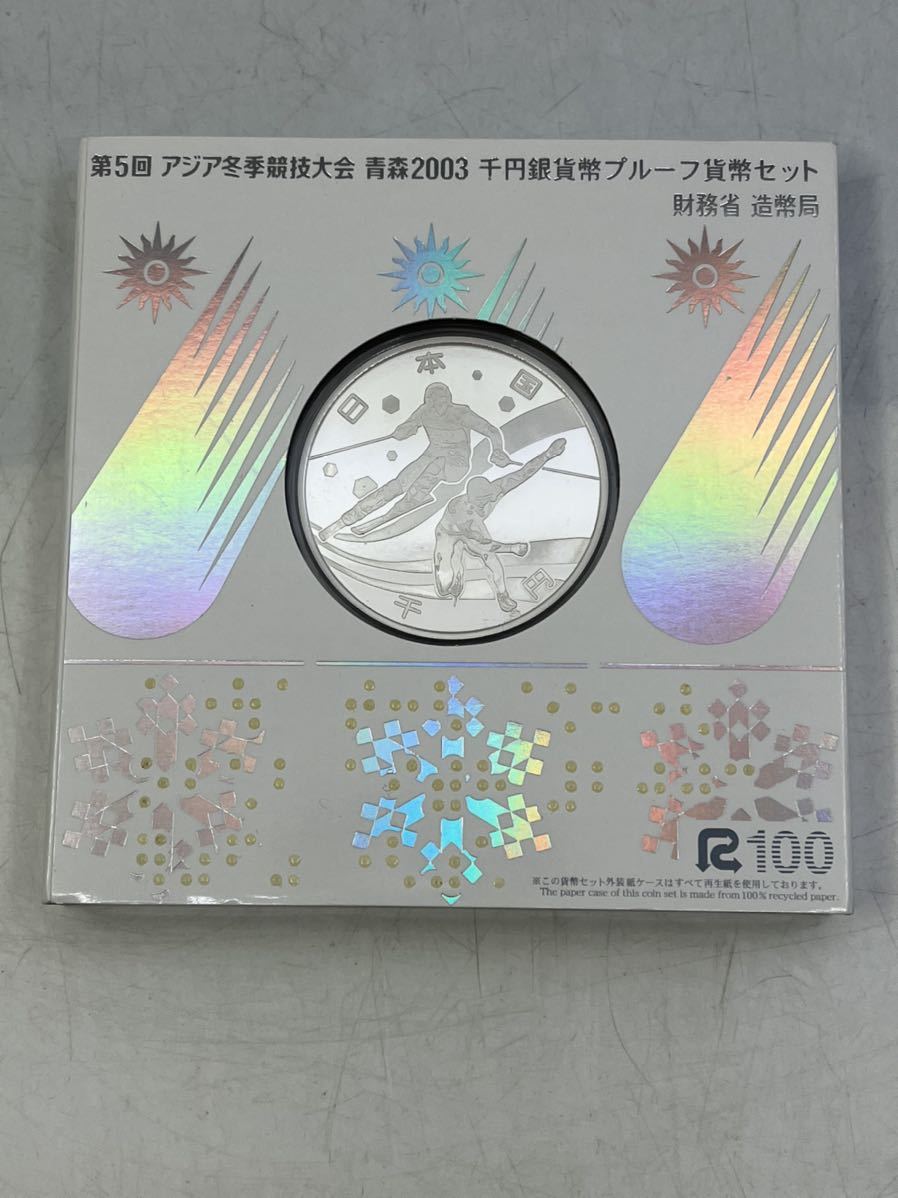 第5回 アジア冬季競技大会 青森2003 千円銀貨幣プルーフ貨幣セット
財務省 造幣局
日本国
千円
R100
※この貨幣セット外装紙ケースはすべて再生紙を使用しております。
The paper case of this coin set is made from 100% recycled paper.